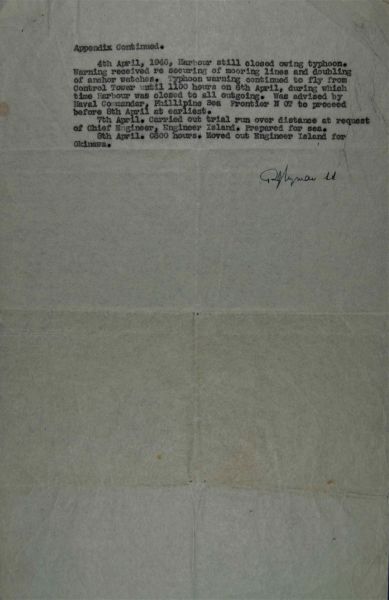 Appendix Continued.
4th April, 1946, Harbour still closed owing typhoon.
Warning received re securing of mooring lines and doubling
of anchor watches. Typhoon warning continued to fly from
Control Tower until 1100 hours on 6th April, during which
time Harbour was closed to all outgoing. Was advised by
Naval Commander, Phillipine Sea Frontier N O7 to proceed
before 8th April at earliest.
7th April. Carried out trial run over distance at request
of Chief Engineer, Engineer Island. Prepared for sea.
8th April. 0800 hours. Moved out Engineer Island for
Okinawa.